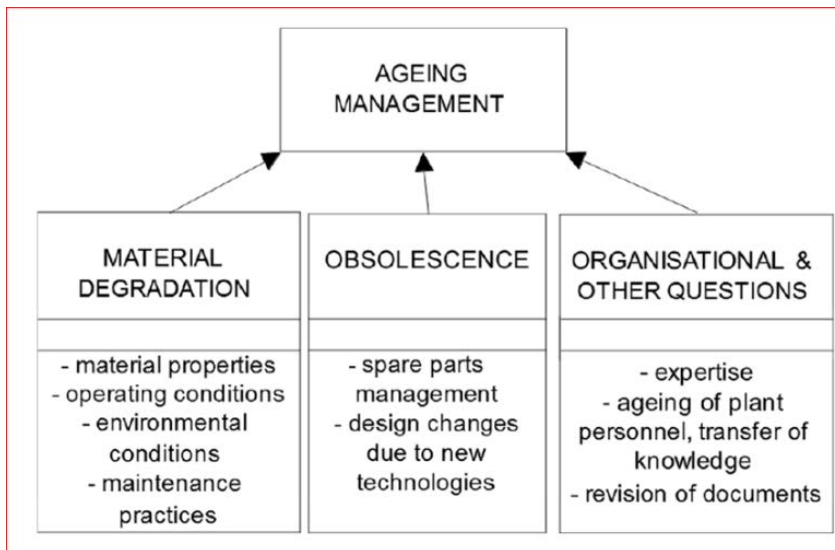 AGEING
MANAGEMENT
MATERIAL
DEGRADATION
- material properties
- operating conditions
- environmental
conditions
- maintenance
practices
OBSOLESCENCE
- spare parts
management
- design changes
due to new
technologies
ORGANISATIONAL &
OTHER QUESTIONS
- expertise
- ageing of plant
personnel, transfer of
knowledge
- revision of documents